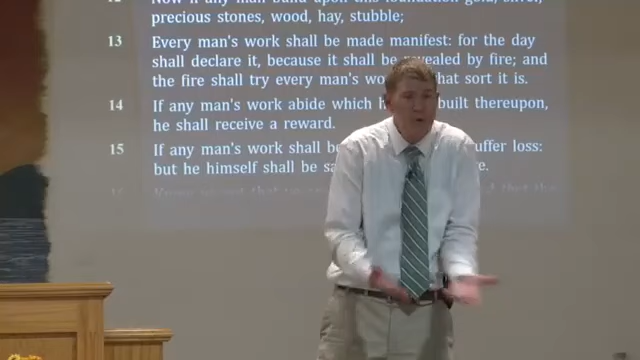 12 Now if any man build upon this foundation gold, silver,
precious stones, wood, hay, stubble;
13 Every man's work shall be made manifest: for the day
shall declare it, because it shall be revealed by fire; and
the fire shall try every man's hat sort it is.
14 If any man's work abide which built thereupon,
he shall receive a reward.
15 If any man's work shall suffer loss:
but he himself shall be